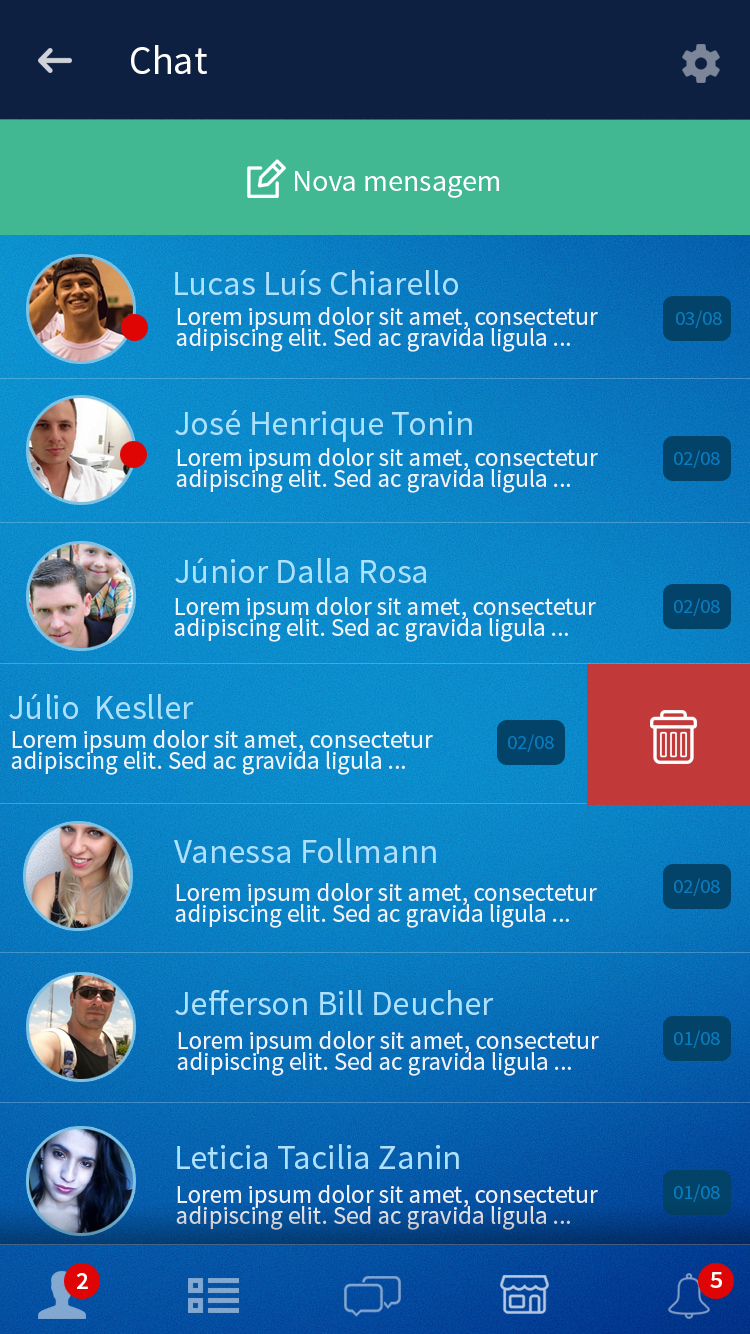 Chat
Nova mensagem
Lucas Luís Chiarello
Lorem ipsum dolor sit amet, consectetur
adipiscing elit. Sed ac gravida ligula ...
03/08
José Henrique Tonin
Lorem ipsum dolor sit amet, consectetur
adipiscing elit. Sed ac gravida ligula ...
02/08
Júnior Dalla Rosa
Lorem ipsum dolor sit amet, consectetur
adipiscing elit. Sed ac gravida ligula ...
02/08
Júlio Kesller
Lorem ipsum dolor sit amet, consectetur
adipiscing elit. Sed ac gravida ligula ...
02/08
Vanessa Follmann
Lorem ipsum dolor sit amet, consectetur
adipiscing elit. Sed ac gravida ligula ...
02/08
Jefferson Bill Deucher
Lorem ipsum dolor sit amet, consectetur
adipiscing elit. Sed ac gravida ligula ...
01/08
Leticia Tacilia Zanin
Lorem ipsum dolor sit amet, consectetur
adipiscing elit. Sed ac gravida ligula ...
01/08
2
5